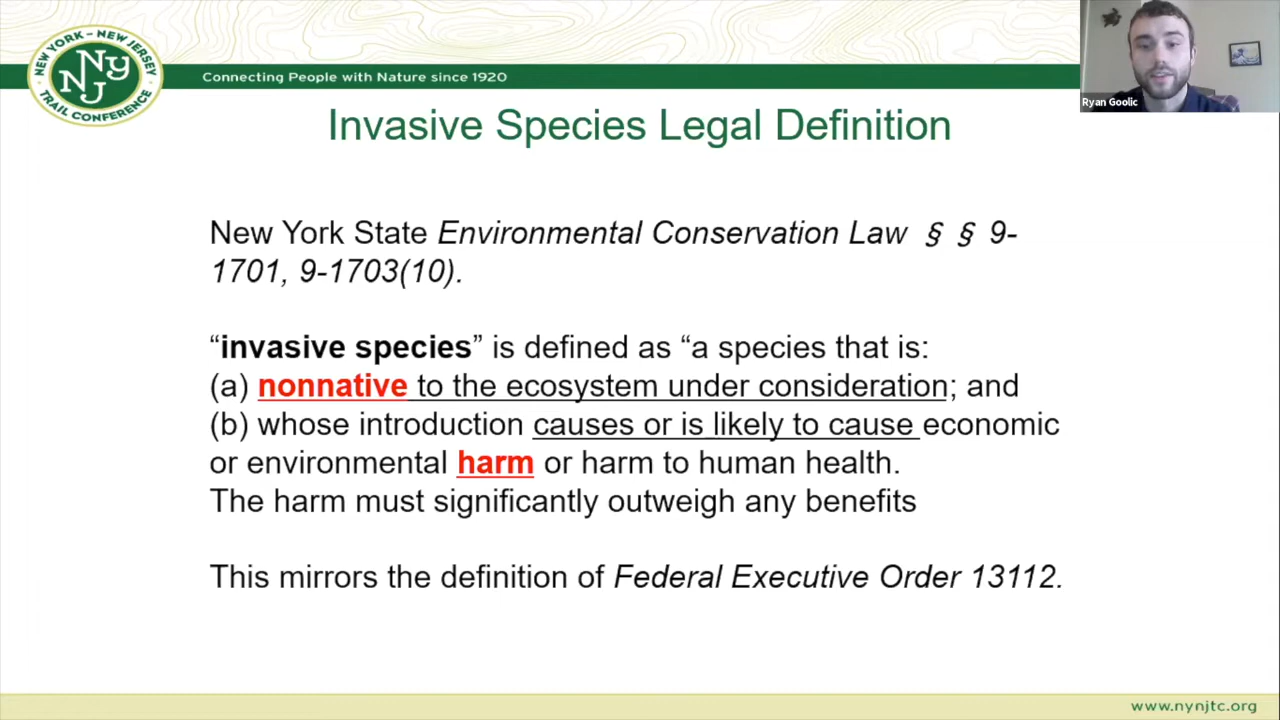 NEW YORK – NEW JERSEY
NY
NJ
TRAIL CONFERENCE
Connecting People with Nature since 1920
Ryan Goolic
Invasive Species Legal Definition
New York State Environmental Conservation Law § § 9-
1701, 9-1703(10).
“invasive species” is defined as “a species that is:
(a) nonnative to the ecosystem under consideration; and
(b) whose introduction causes or is likely to cause economic
or environmental harm or harm to human health.
The harm must significantly outweigh any benefits
This mirrors the definition of Federal Executive Order 13112.
www.nynjtc.org